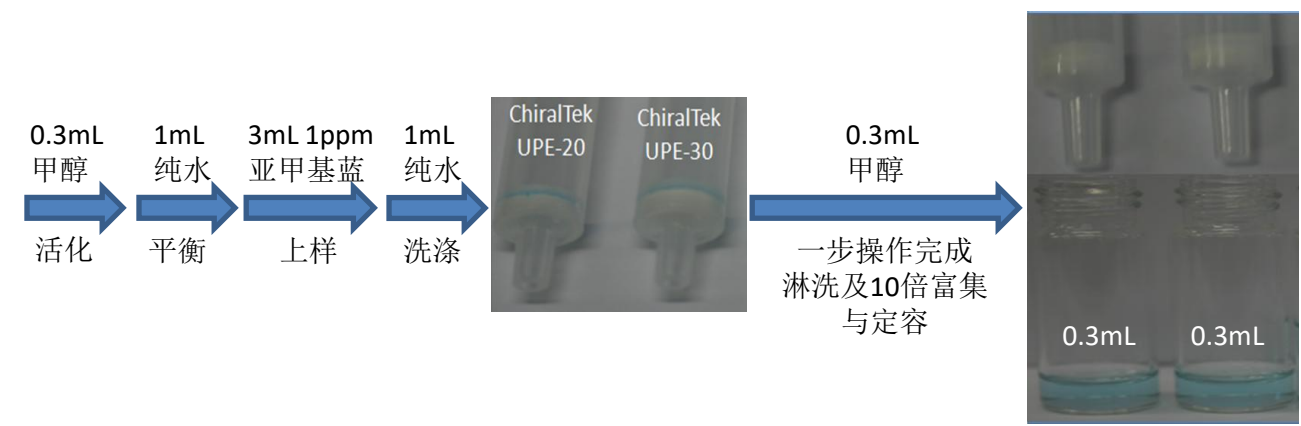 0.3mL
甲醇
活化
1mL
纯水
平衡
3mL 1ppm
亚甲基蓝
上样
1mL
纯水
洗涤
ChiralTek
UPE-20
ChiralTek
UPE-30
0.3mL
甲醇
一步操作完成
淋洗及10倍富集
与定容
0.3mL
0.3mL